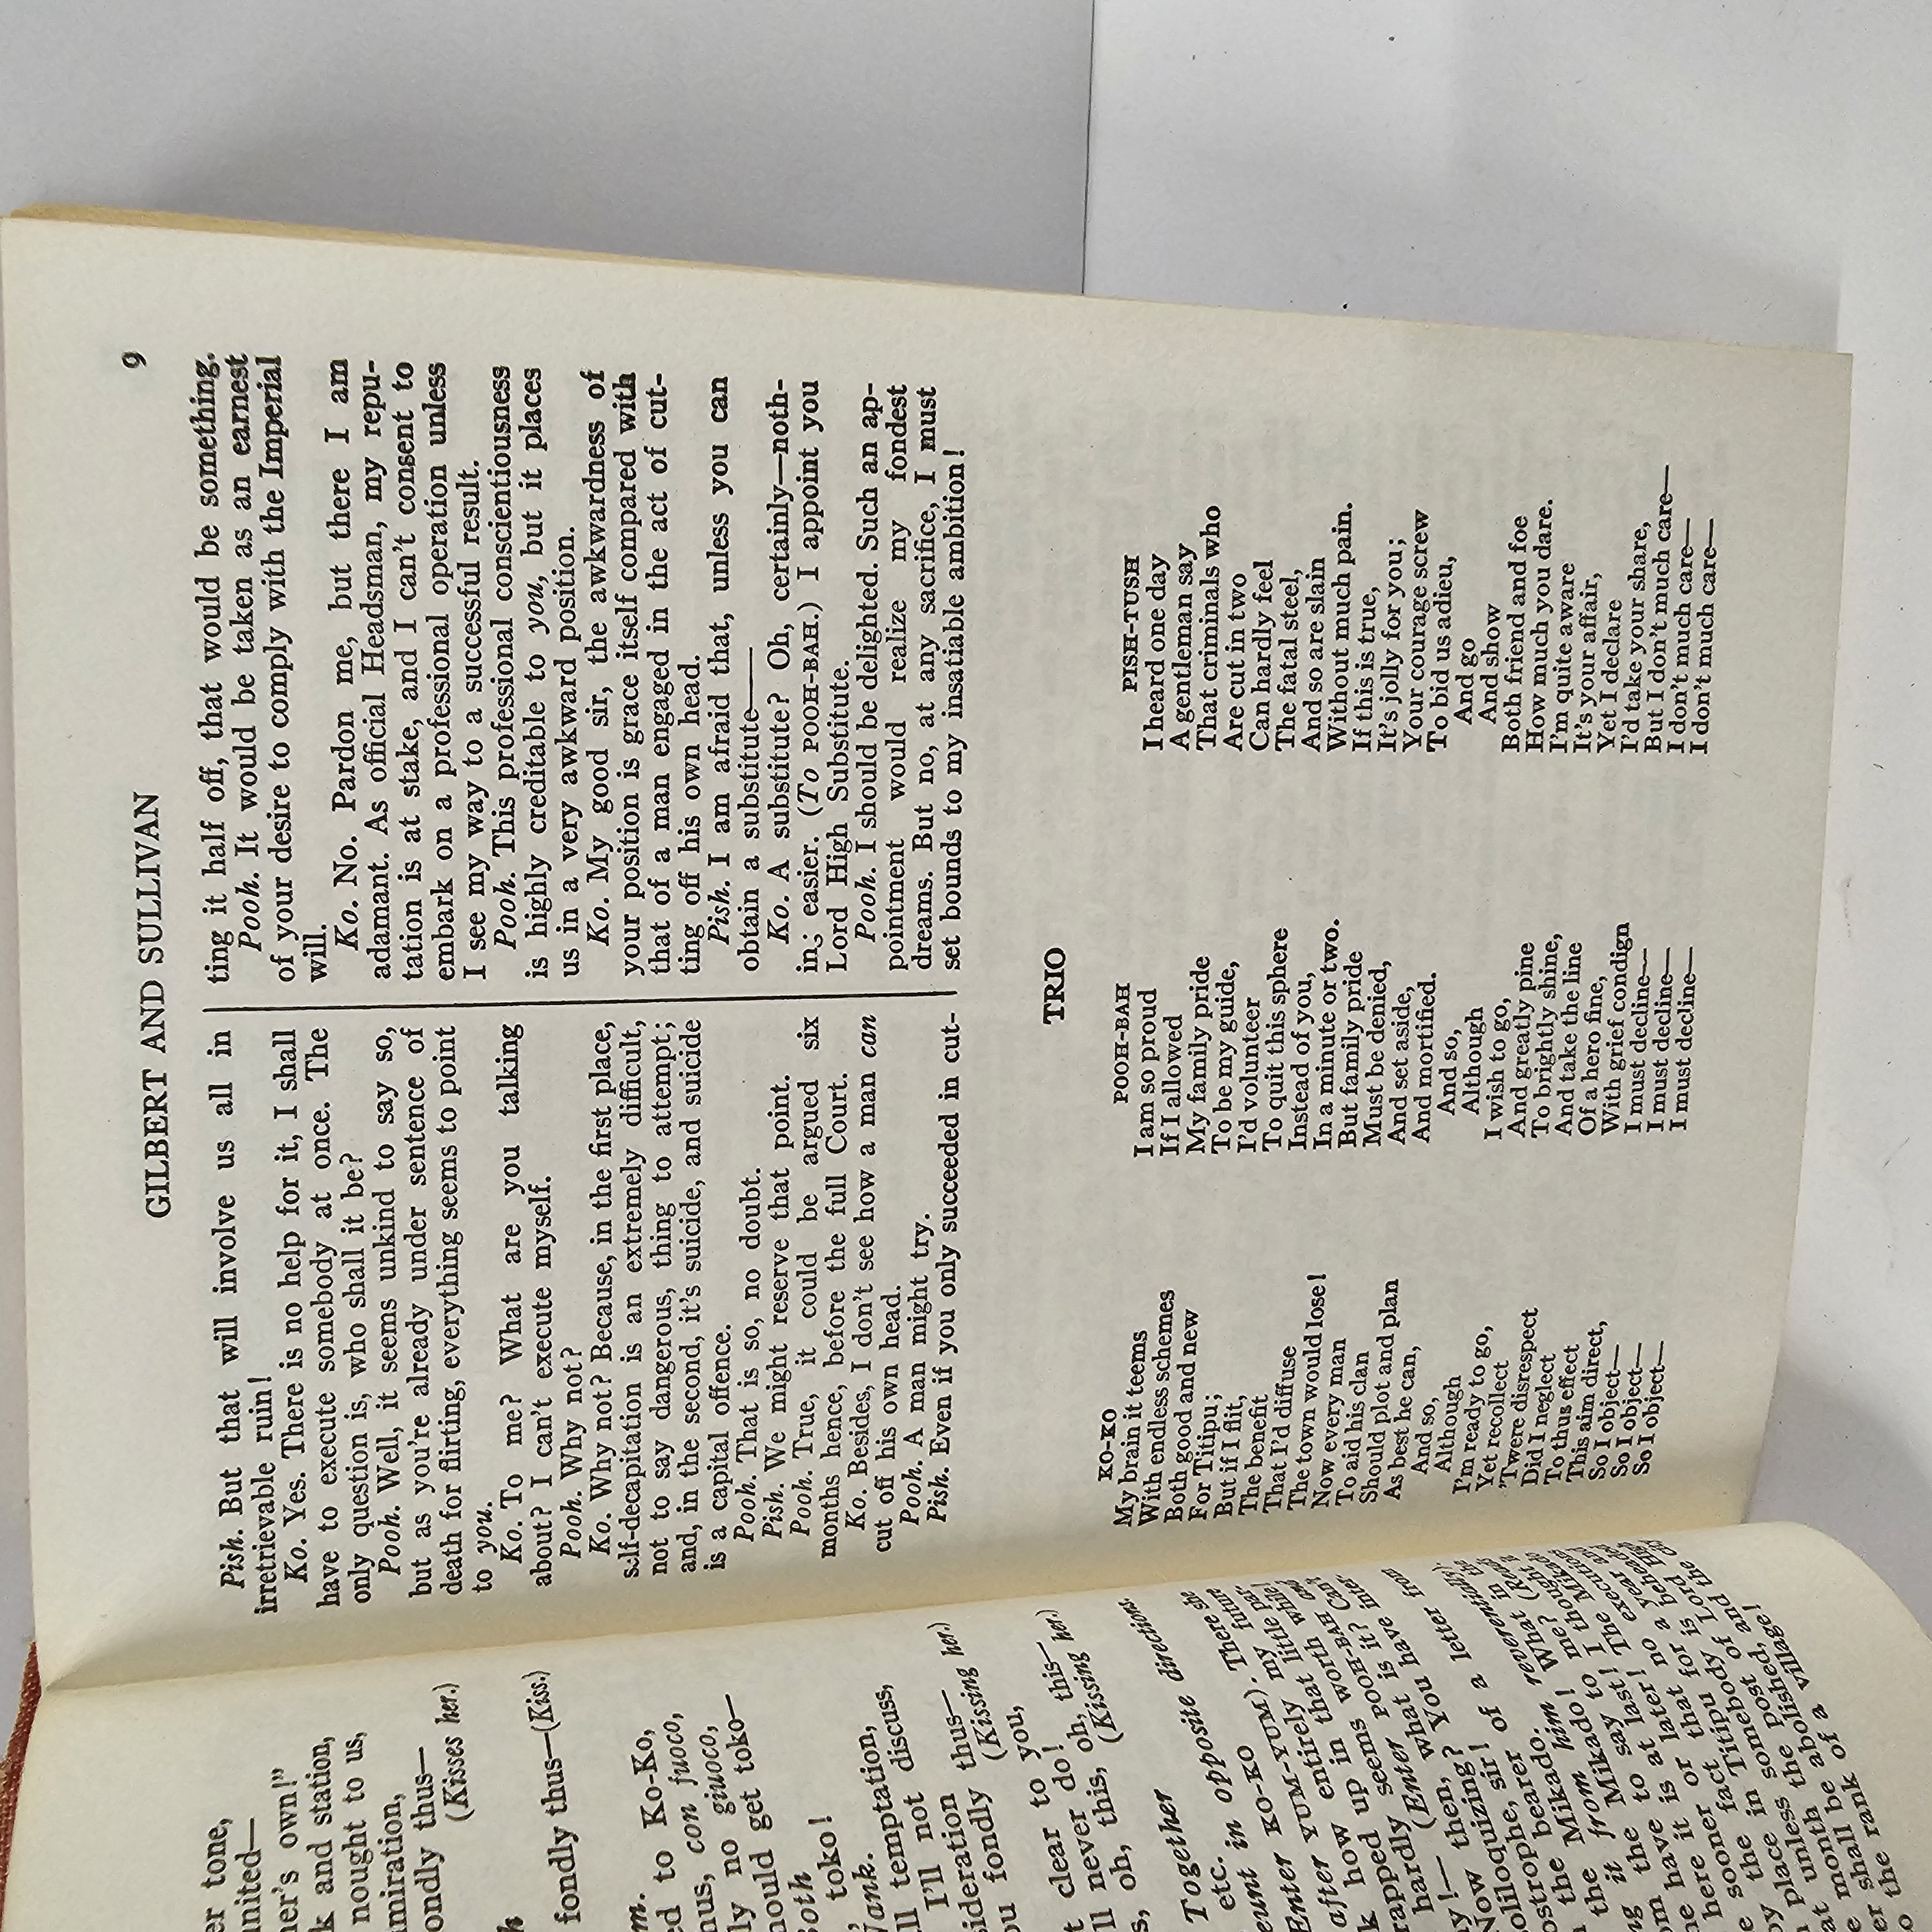 er tone,
nited—
er's own!"
k and station,
nought to us,
miration,
ondly thus—
(Kisses her.)
fondly thus—(Kiss.)
m.
ed to Ko-Ko,
us, con fuoco,
ly no giuoco,
ould get toko—
Both
, toko!
Nank.
ll temptation,
I'll not discuss,
sideration
ou fondly thus—
(Kissing her.)
t clear to you,
ll never do!
s, oh, this, oh, this—
(Kissing her.)
Together
etc.
eunt in opposite directions.
Enter KO-KO
after YUM-YUM). There she
k how entirely my future
rapped up in that little par-
hardly seems worth while!
y!— (Enter POOH-BAH and
Now then, what is it? Can't
soliloquizing? You have inter-
ostrophe, sir!
the bearer of a letter from
the Mikado.
ng it from him reverentially).
om the Mikado! What in the
he have to say to me? (Reads
here it is at last! I thought it
e sooner or later! The Mikado
by the fact that no executions
place in Titipu for a year and
at unless somebody is beheaded
e month the post of Lord High
er shall be abolished, and the city
o the rank of a village!
GILBERT AND SULLIVAN 9
Pish. But that will involve us all in
irretrievable ruin!
Ko. Yes. There is no help for it, I shall
have to execute somebody at once. The
only question is, who shall it be?
Pooh. Well, it seems unkind to say so,
but as you're already under sentence of
death for flirting, everything seems to point
to you.
Ko. To me? What are you talking
about? I can't execute myself.
Pooh. Why not?
Ko. Why not? Because, in the first place,
self-decapitation is an extremely difficult,
not to say dangerous, thing to attempt;
and, in the second, it's suicide, and suicide
is a capital offence.
Pooh. That is so, no doubt.
Pish. We might reserve that point.
Pooh. True, it could be argued six
months hence, before the full Court.
Ko. Besides, I don't see how a man can
cut off his own head.
Pooh. A man might try.
Pish. Even if you only succeeded in cut-
ting it half off, that would be something.
Pooh. It would be taken as an earnest
of your desire to comply with the Imperial
will.
Ko. No. Pardon me, but there I am
adamant. As official Headsman, my repu-
tation is at stake, and I can't consent to
embark on a professional operation unless
I see my way to a successful result.
Pooh. This professional conscientiousness
is highly creditable to you, but it places
us in a very awkward position.
Ko. My good sir, the awkwardness of
your position is grace itself compared with
that of a man engaged in the act of cut-
ting off his own head.
Pish. I am afraid that, unless you can
obtain a substitute——
Ko. A substitute? Oh, certainly—noth-
ing easier. (To POOH-BAH.) I appoint you
Lord High Substitute.
Pooh. I should be delighted. Such an ap-
pointment would realize my fondest
dreams. But no, at any sacrifice, I must
set bounds to my insatiable ambition!
TRIO
KO-KO
My brain it teems
With endless schemes
Both good and new
For Titipu;
But if I flit,
The benefit
That I'd diffuse
The town would lose!
Now every man
To aid his clan
Should plot and plan
As best he can,
And so,
Although
I'm ready to go,
Yet recollect
'Twere disrespect
Did I neglect
To thus effect
This aim direct,
So I object—
So I object—
So I object—
POOH-BAH
I am so proud
If I allowed
My family pride
To be my guide,
I'd volunteer
To quit this sphere
Instead of you,
In a minute or two.
But family pride
Must be denied,
And set aside,
And mortified.
And so,
Although
I wish to go,
And greatly pine
To brightly shine,
And take the line
Of a hero fine,
With grief condign
I must decline—
I must decline—
I must decline—
PISH-TUSH
I heard one day
A gentleman say
That criminals who
Are cut in two
Can hardly feel
The fatal steel,
And so are slain
Without much pain.
If this is true,
It's jolly for you;
Your courage screw
To bid us adieu,
And go
And show
Both friend and foe
How much you dare.
I'm quite aware
It's your affair,
Yet I declare
I'd take your share,
But I don't much care—
I don't much care—
I don't much care—